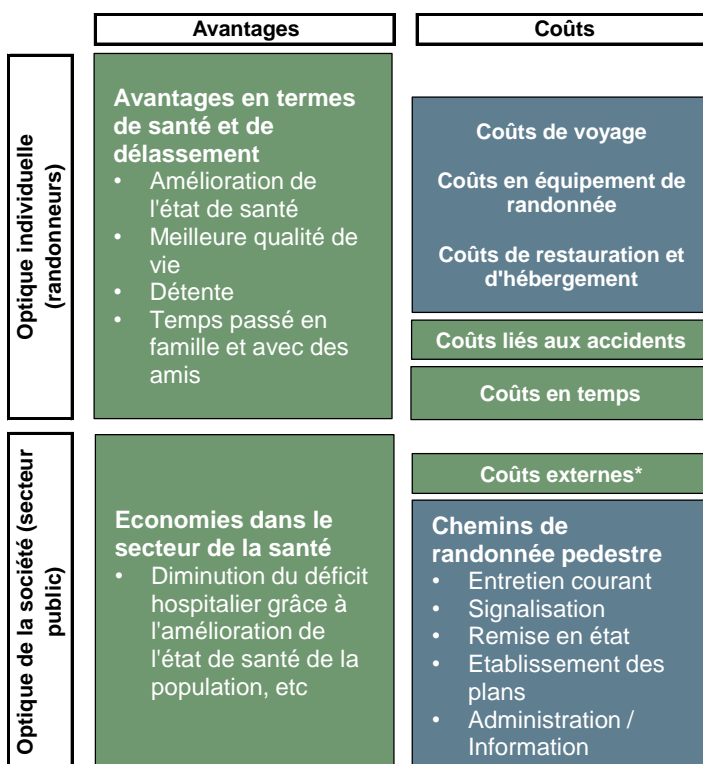 Avantages
Coûts
Optique individuelle
(randonneurs)
Avantages en termes
de santé et de
délassement
• Amélioration de
l'état de santé
• Meilleure qualité de
vie
• Détente
• Temps passé en
famille et avec des
amis
Coûts de voyage
Coûts en équipement de
randonnée
Coûts de restauration et
d'hébergement
Coûts liés aux accidents
Coûts en temps
Optique de la société (secteur
public)
Economies dans le
secteur de la santé
• Diminution du déficit
hospitalier grâce à
l'amélioration de
l'état de santé de la
population, etc
Coûts externes*
Chemins de
randonnée pedestre
• Entretien courant
• Signalisation
• Remise en état
• Etablissement des
plans
• Administration /
Information